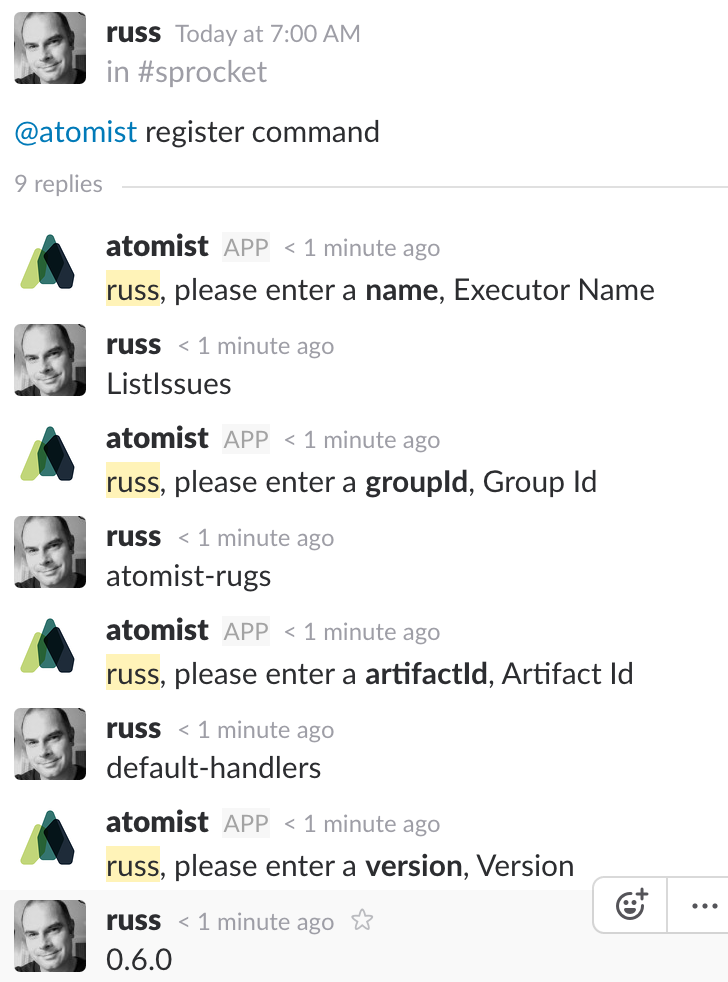 russ Today at 7:00 AM
in #sprocket
@atomist register command
9 replies
atomist APP < 1 minute ago
russ, please enter a name, Executor Name
russ < 1 minute ago
ListIssues
atomist APP < 1 minute ago
russ, please enter a groupId, Group Id
russ < 1 minute ago
atomist-rugs
atomist APP < 1 minute ago
russ, please enter a artifactId, Artifact Id
russ < 1 minute ago
default-handlers
atomist APP < 1 minute ago
russ, please enter a version, Version
russ < 1 minute ago
0.6.0